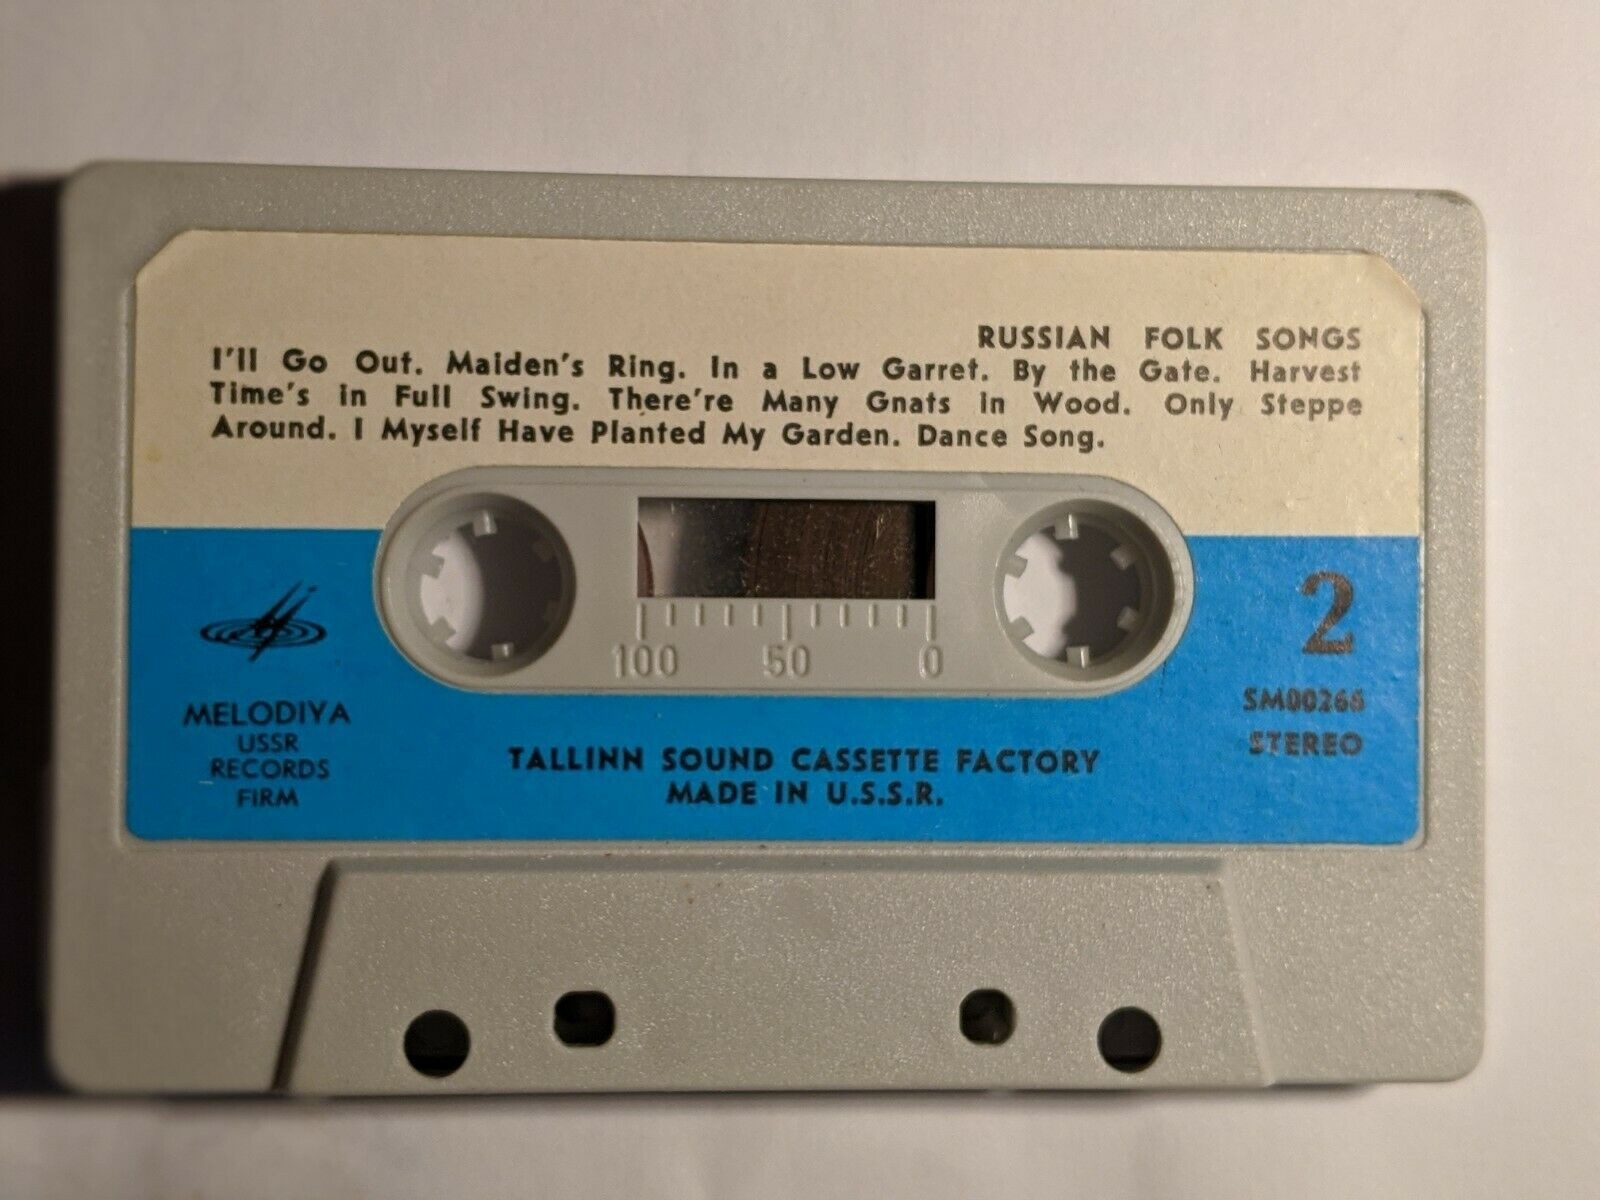 RUSSIAN FOLK SONGS
I'll Go Out. Maiden's Ring. In a Low Garret. By the Gate. Harvest
Time's in Full Swing. There're Many Gnats in Wood. Only Steppe
Around. I Myself Have Planted My Garden. Dance Song.
100 50 0
2
SM00266
STEREO
MELODIYA
USSR
RECORDS
FIRM
TALLINN SOUND CASSETTE FACTORY
MADE IN U.S.S.R.